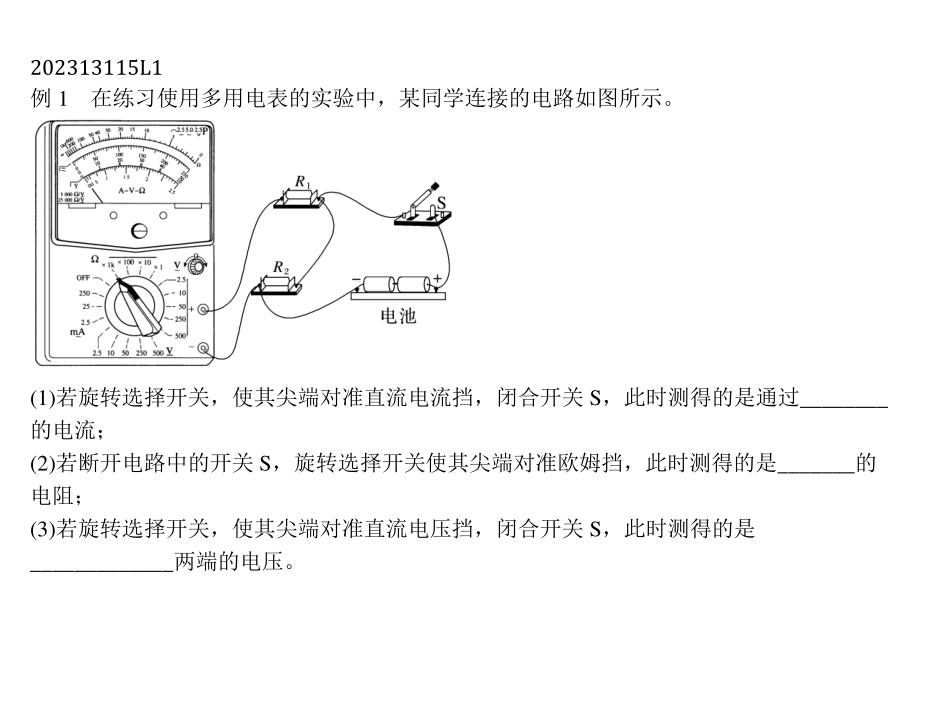 202313115L1
例 1　在练习使用多用电表的实验中，某同学连接的电路如图所示。
A-V-Ω
Ω ×1k ×100 ×10 ×1
OFF
250
25
2.5
mA
2.5 10 50 250 500 V
V
2.5
10
50
250
500
+
−
R1
R2
S
− +
电池
(1)若旋转选择开关，使其尖端对准直流电流挡，闭合开关 S，此时测得的是通过________
的电流；
(2)若断开电路中的开关 S，旋转选择开关使其尖端对准欧姆挡，此时测得的是_______的
电阻；
(3)若旋转选择开关，使其尖端对准直流电压挡，闭合开关 S，此时测得的是
_____________两端的电压。